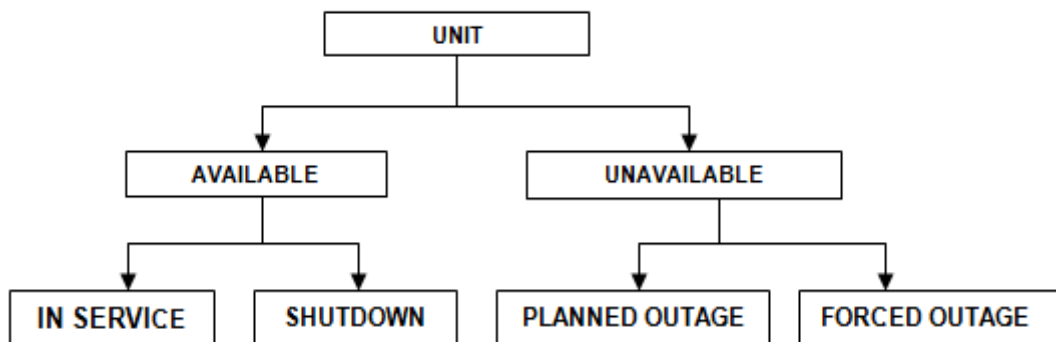 UNIT
AVAILABLE
UNAVAILABLE
IN SERVICE
SHUTDOWN
PLANNED OUTAGE
FORCED OUTAGE